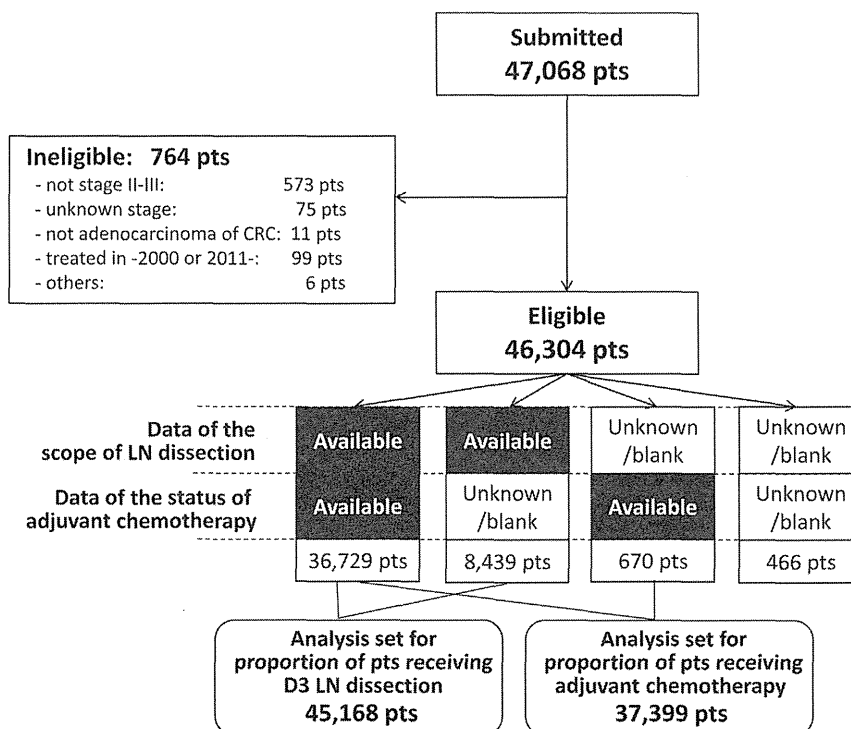 Submitted
47,068 pts
Ineligible: 764 pts
- not stage II-III: 573 pts
- unknown stage: 75 pts
- not adenocarcinoma of CRC: 11 pts
- treated in -2000 or 2011-: 99 pts
- others: 6 pts
Eligible
46,304 pts
Data of the
scope of LN dissection
Available
Available
Unknown
/blank
Unknown
/blank
Data of the status of
adjuvant chemotherapy
Available
Unknown
/blank
Available
Unknown
/blank
36,729 pts
8,439 pts
670 pts
466 pts
Analysis set for
proportion of pts receiving
D3 LN dissection
45,168 pts
Analysis set for
proportion of pts receiving
adjuvant chemotherapy
37,399 pts